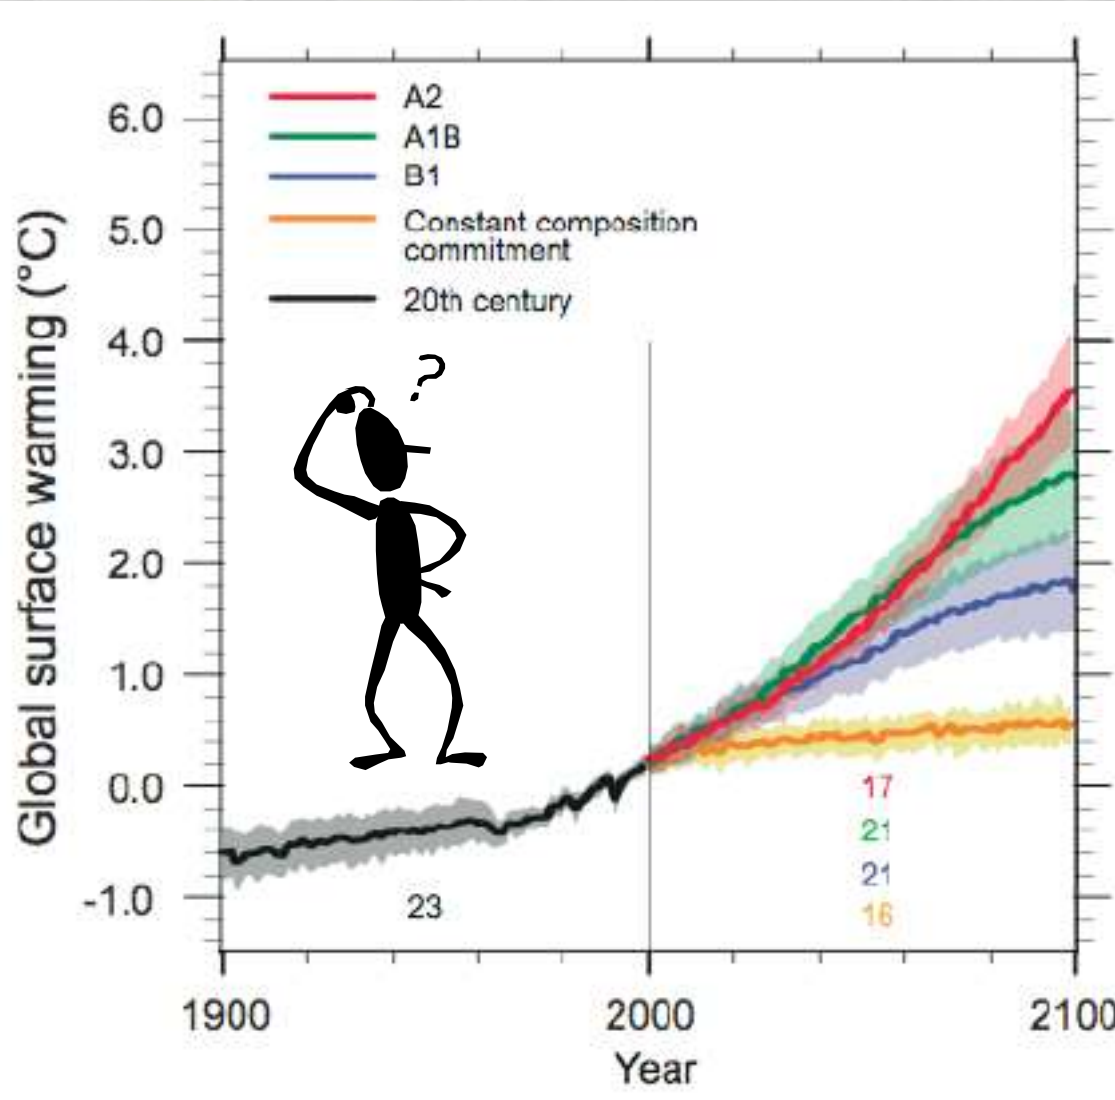 A2
A1B
B1
Constant composition
commitment
20th century
?
6.0
5.0
4.0
3.0
2.0
1.0
0.0
-1.0
Global surface warming (°C)
17
21
21
16
23
1900 2000 2100
Year